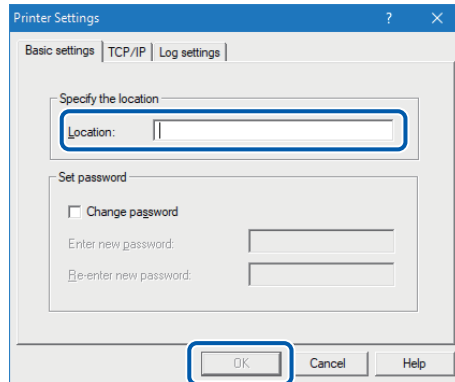 Printer Settings
Basic settings TCP/IP Log settings
Specify the location
Location:
Set password
Change password
Enter new password:
Re-enter new password:
OK Cancel Help